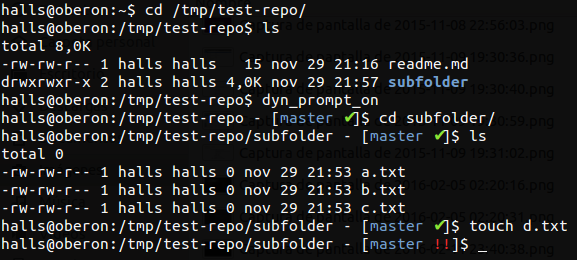 halls@oberon:~$ cd /tmp/test-repo/
halls@oberon:/tmp/test-repo$ ls
total 8,0K
-rw-rw-r-- 1 halls halls   15 nov 29 21:16 readme.md
drwxrwxr-x 2 halls halls 4,0K nov 29 21:57 subfolder
halls@oberon:/tmp/test-repo$ dyn_prompt_on
halls@oberon:/tmp/test-repo - [master ✔]$ cd subfolder/
halls@oberon:/tmp/test-repo/subfolder - [master ✔]$ ls
total 0
-rw-rw-r-- 1 halls halls 0 nov 29 21:53 a.txt
-rw-rw-r-- 1 halls halls 0 nov 29 21:53 b.txt
-rw-rw-r-- 1 halls halls 0 nov 29 21:53 c.txt
halls@oberon:/tmp/test-repo/subfolder - [master ✔]$ touch d.txt
halls@oberon:/tmp/test-repo/subfolder - [master !!]$ _